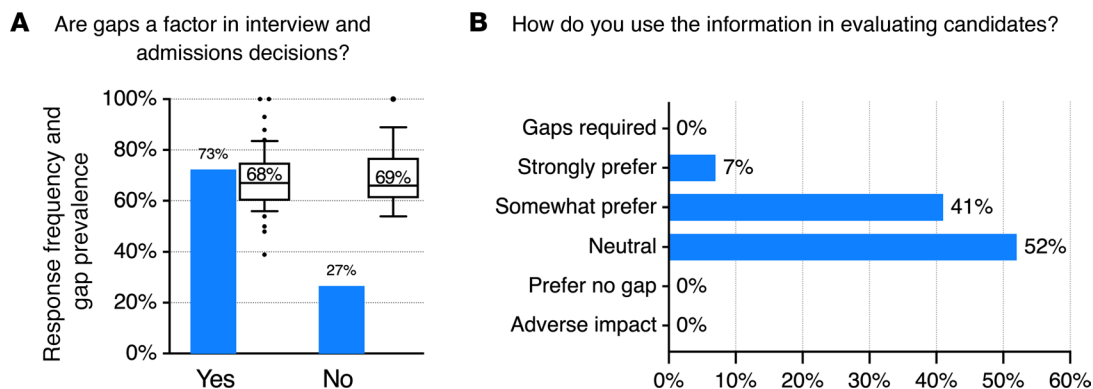 A
Are gaps a factor in interview and
admissions decisions?
Response frequency and
gap prevalence
100%
80%
60%
40%
20%
0%
73%
68%
27%
69%
Yes
No
B
How do you use the information in evaluating candidates?
Gaps required
0%
Strongly prefer
7%
Somewhat prefer
41%
Neutral
52%
Prefer no gap
0%
Adverse impact
0%
0%
10%
20%
30%
40%
50%
60%